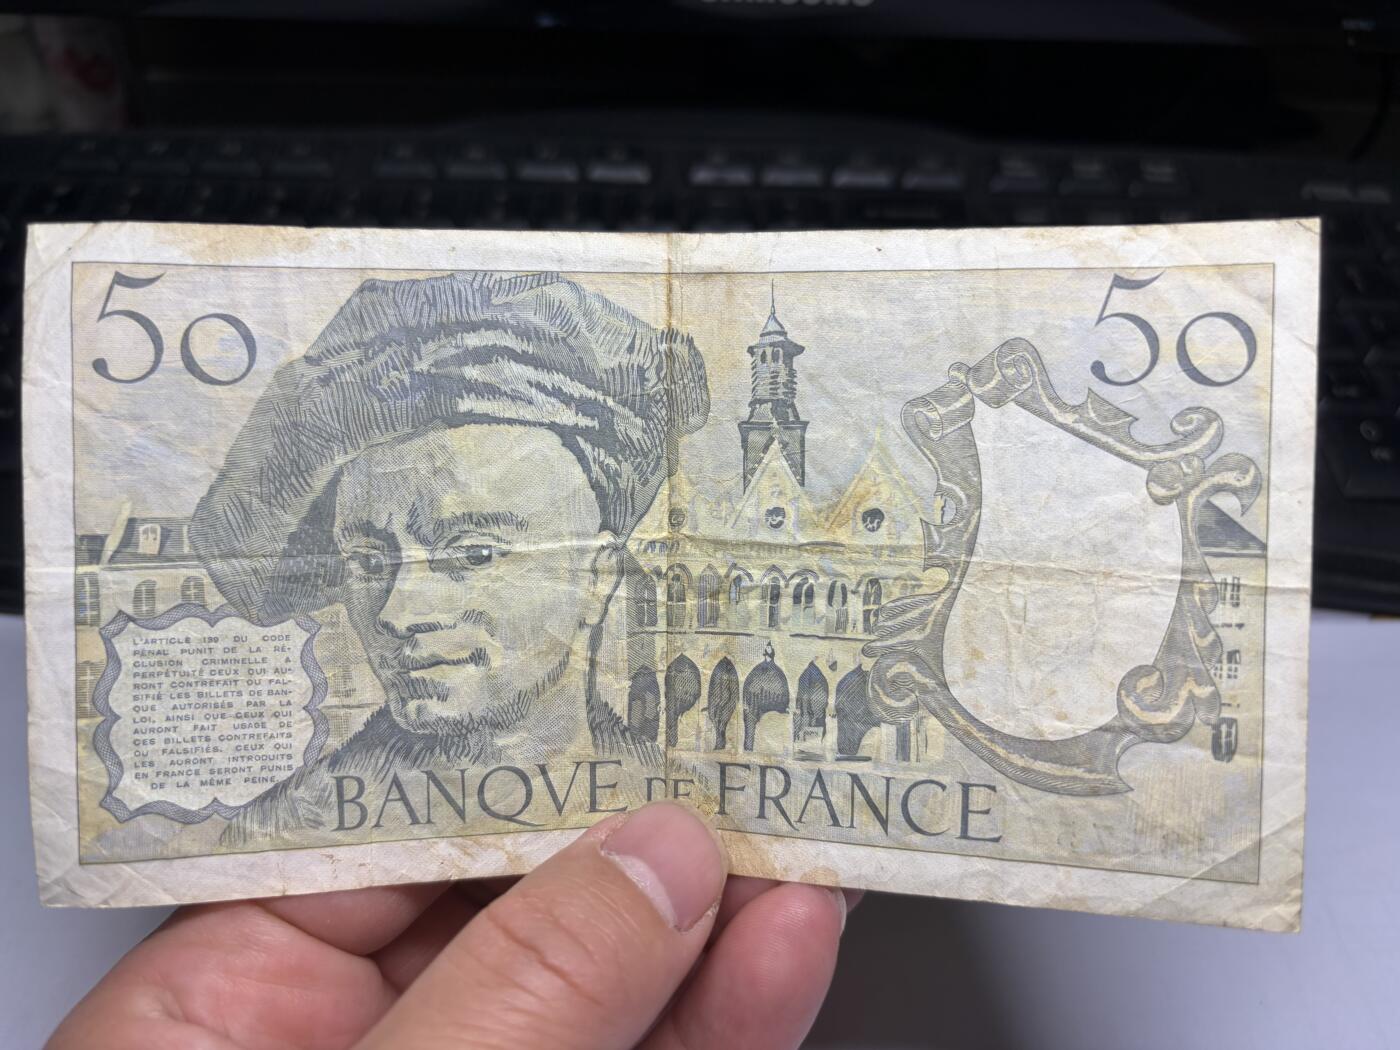 50
50
L'ARTICLE 139 DU CODE
PÉNAL PUNIT DE LA RÉ-
CLUSION CRIMINELLE A
PERPÉTUITÉ CEUX QUI AU-
RONT CONTREFAIT OU FAL-
SIFIÉ LES BILLETS DE BAN-
QUE AUTORISÉS PAR LA
LOI, AINSI QUE CEUX QUI
AURONT FAIT USAGE DE
CES BILLETS CONTREFAITS
OU FALSIFIÉS. CEUX QUI
LES AURONT INTRODUITS
EN FRANCE SERONT PUNIS
DE LA MÊME PEINE.
BANQVE DE FRANCE